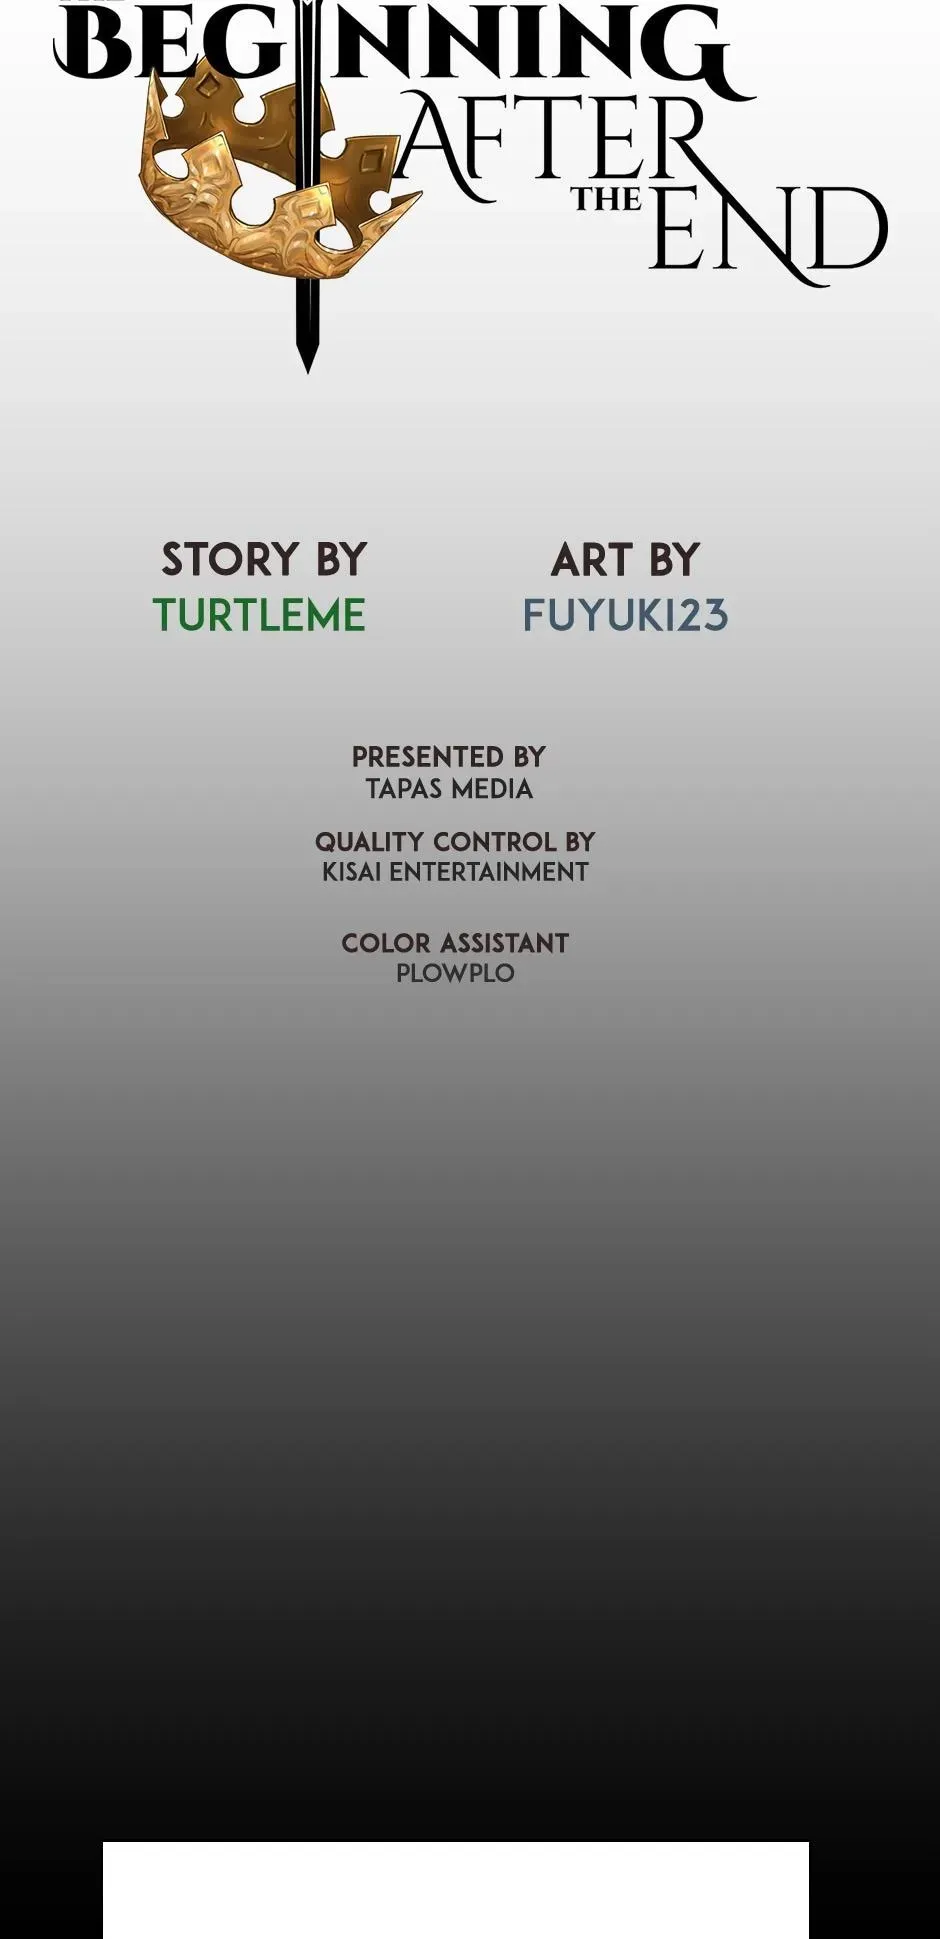 BEGINNING
AFTER
THE END
STORY BY
TURTLEME
ART BY
FUYUKI23
PRESENTED BY
TAPAS MEDIA
QUALITY CONTROL BY
KISAI ENTERTAINMENT
COLOR ASSISTANT
PLOWPLO